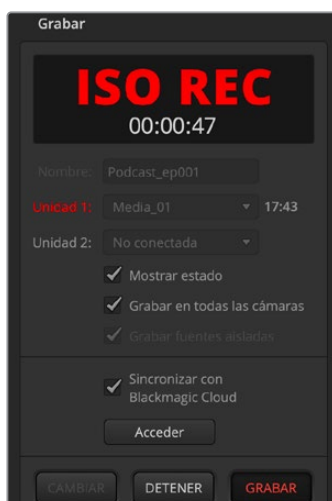 Grabar
ISO REC
00:00:47
Nombre: Podcast_ep001
Unidad 1: Media_01 17:43
Unidad 2: No conectada
Mostrar estado
Grabar en todas las cámaras
Grabar fuentes aisladas
Sincronizar con
Blackmagic Cloud
Acceder
CAMBIAR DETENER GRABAR